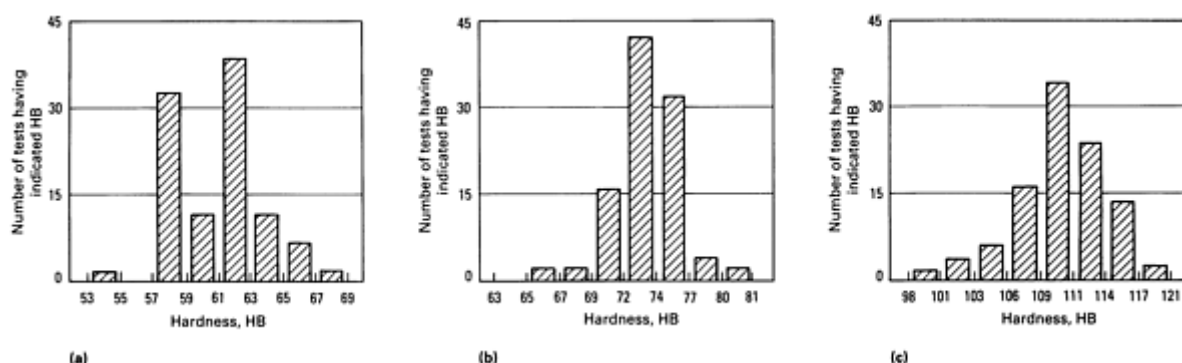 Number of tests having
indicated HB
45
30
15
0
53 55 57 59 61 63 65 67 69
Hardness, HB
(a)
Number of tests having
indicated HB
45
30
15
0
63 65 67 69 72 74 77 80 81
Hardness, HB
(b)
Number of tests having
indicated HB
45
30
15
0
98 101 103 106 109 111 114 117 121
Hardness, HB
(c)